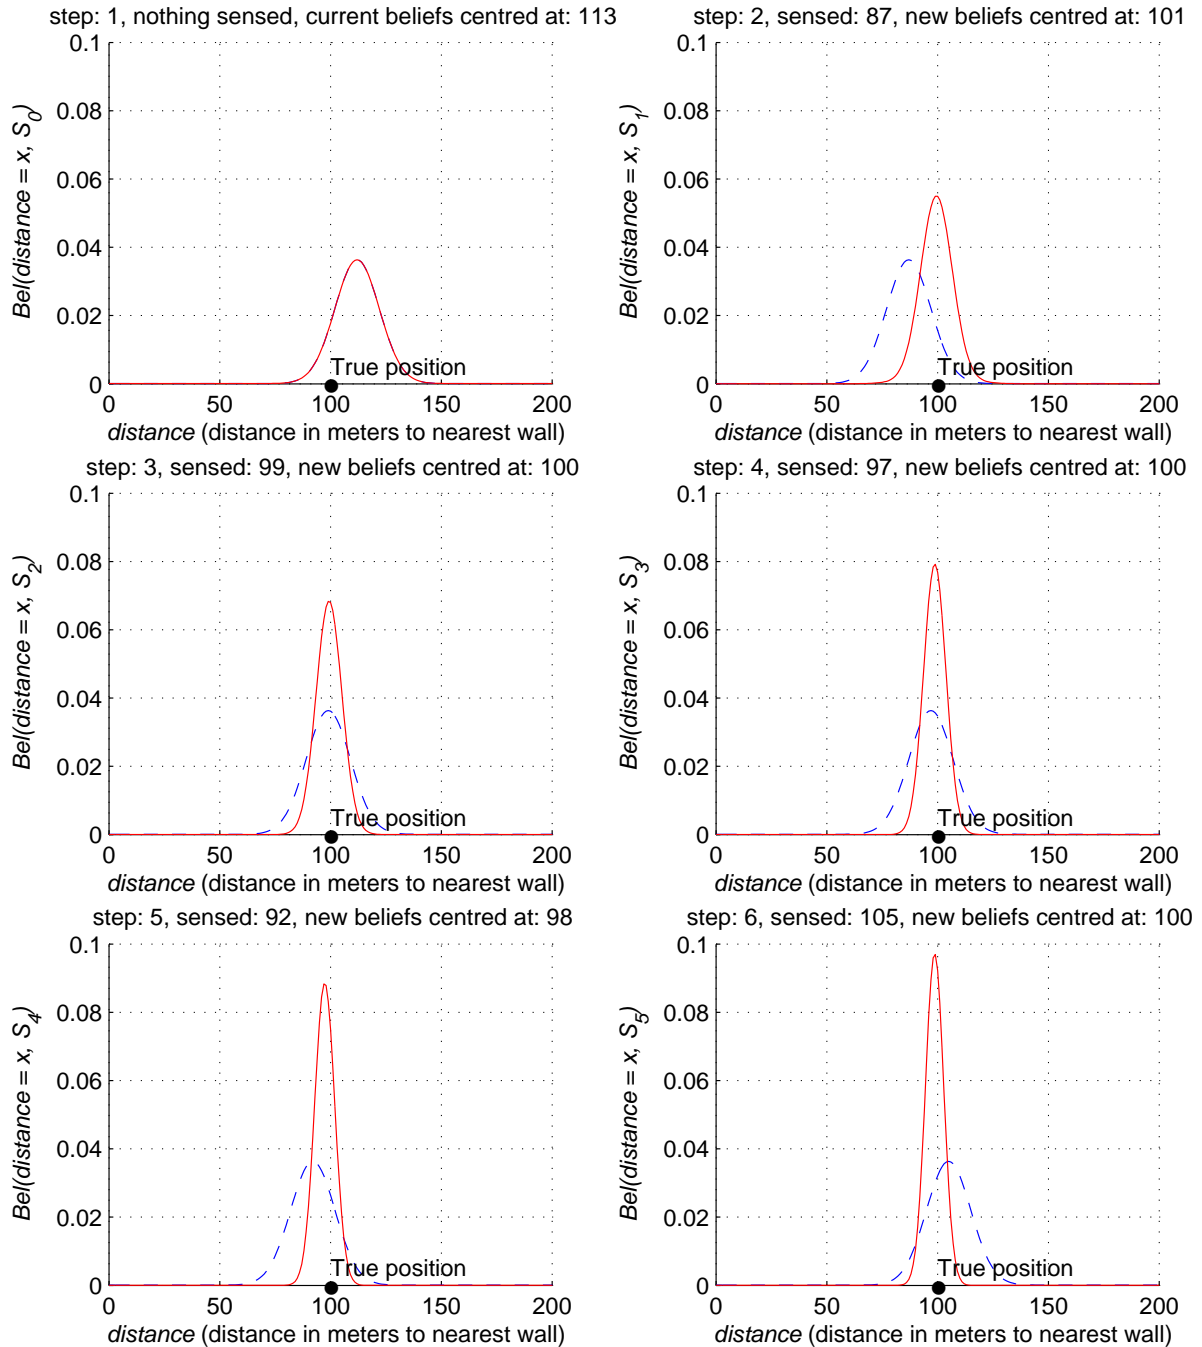 step: 1, nothing sensed, current beliefs centred at: 113
0.1
0.08
0.06
0.04
0.02
0
Bel(distance = x, S_0)
True position
0 50 100 150 200
distance (distance in meters to nearest wall)
step: 2, sensed: 87, new beliefs centred at: 101
0.1
0.08
0.06
0.04
0.02
0
Bel(distance = x, S_1)
True position
0 50 100 150 200
distance (distance in meters to nearest wall)
step: 3, sensed: 99, new beliefs centred at: 100
0.1
0.08
0.06
0.04
0.02
0
Bel(distance = x, S_2)
True position
0 50 100 150 200
distance (distance in meters to nearest wall)
step: 4, sensed: 97, new beliefs centred at: 100
0.1
0.08
0.06
0.04
0.02
0
Bel(distance = x, S_3)
True position
0 50 100 150 200
distance (distance in meters to nearest wall)
step: 5, sensed: 92, new beliefs centred at: 98
0.1
0.08
0.06
0.04
0.02
0
Bel(distance = x, S_4)
True position
0 50 100 150 200
distance (distance in meters to nearest wall)
step: 6, sensed: 105, new beliefs centred at: 100
0.1
0.08
0.06
0.04
0.02
0
Bel(distance = x, S_5)
True position
0 50 100 150 200
distance (distance in meters to nearest wall)